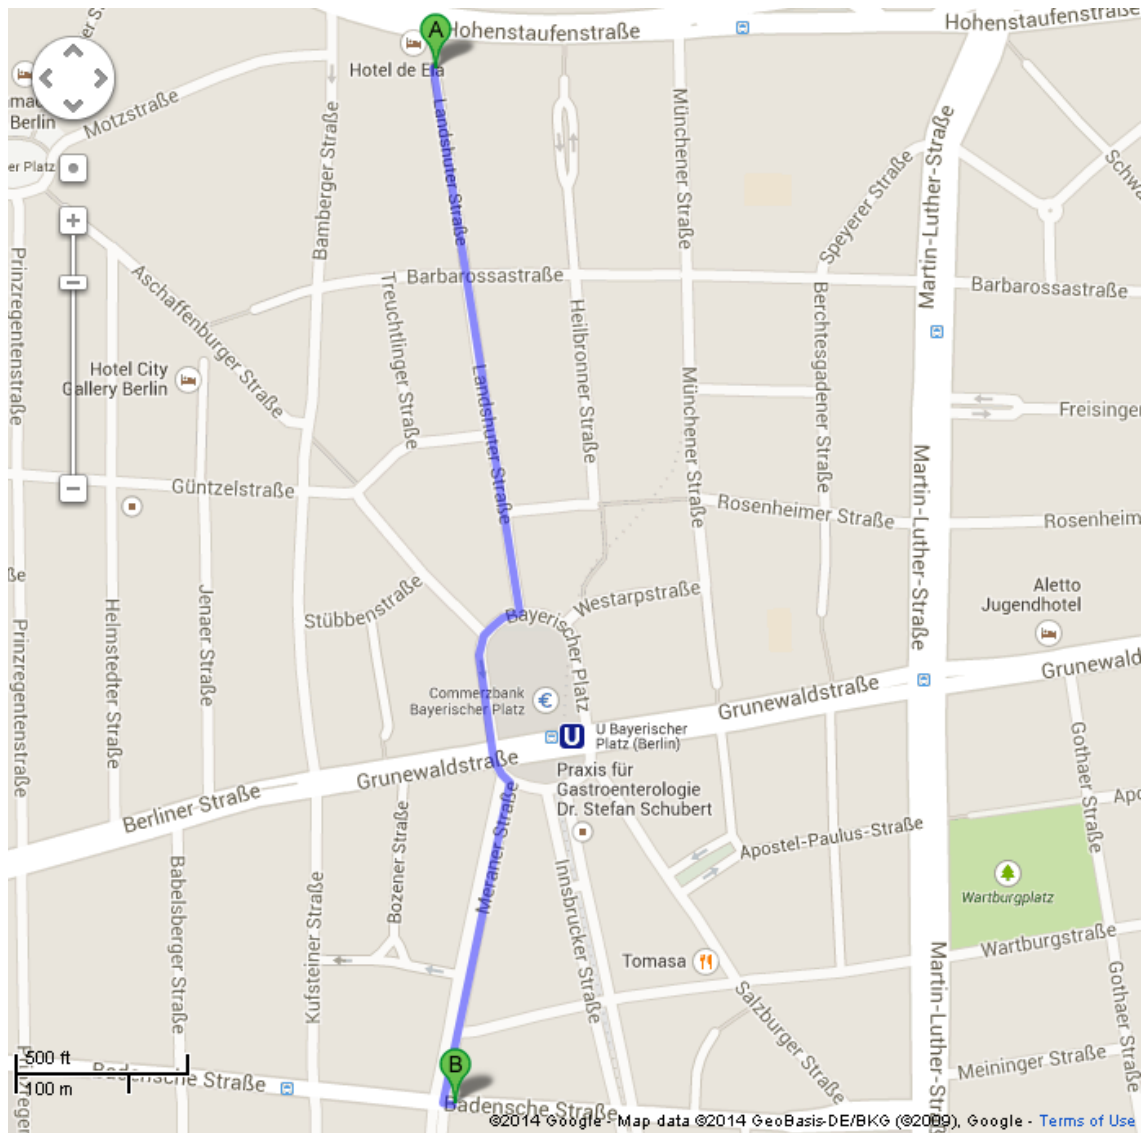 A
Hohenstaufenstraße
Hohenstaufenstraße
Hotel de Ela
Motzstraße
Berlin
er Platz
Landshuter Straße
Münchener Straße
Bamberger Straße
Speyerer Straße
Martin-Luther-Straße
Schwa
Prinzregentenstraße
Aschaffenburger Straße
Treuchtlinger Straße
Barbarossastraße
Barbarossastraße
Heilbronner Straße
Berchtesgadener Straße
Hotel City
Gallery Berlin
Landshuter Straße
Münchener Straße
Freisinger
Martin-Luther-Straße
Güntzelstraße
Rosenheimer Straße
Rosenheim
ße
Helmstedter Straße
Jenaer Straße
Stübbenstraße
Bayerischer Platz
Westarpstraße
Aletto
Jugendhotel
Prinzregentenstraße
Commerzbank
Bayerischer Platz
€
U
U Bayerischer
Platz (Berlin)
Grunewaldstraße
Grunewald
Grunewaldstraße
Berliner Straße
Praxis für
Gastroenterologie
Dr. Stefan Schubert
Gothaer Straße
Apo
Meraner Straße
Bozener Straße
Apostel-Paulus-Straße
Babelsberger Straße
Kufsteiner Straße
Innsbrucker Straße
Wartburgplatz
Wartburgstraße
Tomasa
Salzburger Straße
Martin-Luther-Straße
Gothaer Straße
Meininger Straße
500 ft
100 m
Badensche Straße
B
Badensche Straße
©2014 Google - Map data ©2014 GeoBasis-DE/BKG (©2009), Google - Terms of Use